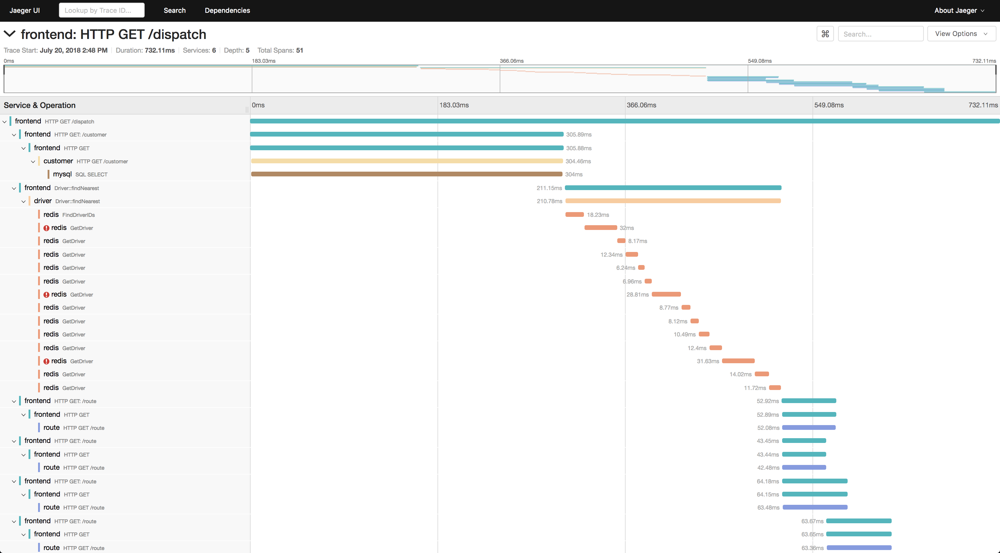 Jaeger UI Lookup by Trace ID... Search Dependencies About Jaeger
frontend: HTTP GET /dispatch ⌘ Search... View Options
Trace Start: July 20, 2018 2:48 PM Duration: 732.11ms Services: 6 Depth: 5 Total Spans: 51
0ms 183.03ms 366.06ms 549.08ms 732.11ms
Service & Operation 0ms 183.03ms 366.06ms 549.08ms 732.11ms
frontend HTTP GET /dispatch
frontend HTTP GET: /customer 305.89ms
frontend HTTP GET 305.88ms
customer HTTP GET /customer 304.46ms
mysql SQL SELECT 304ms
frontend Driver::findNearest 211.15ms
driver Driver::findNearest 210.78ms
redis FindDriverIDs 18.23ms
redis GetDriver 32ms
redis GetDriver 8.17ms
redis GetDriver 12.34ms
redis GetDriver 6.24ms
redis GetDriver 6.96ms
redis GetDriver 28.81ms
redis GetDriver 8.77ms
redis GetDriver 8.12ms
redis GetDriver 10.49ms
redis GetDriver 12.4ms
redis GetDriver 31.63ms
redis GetDriver 14.02ms
redis GetDriver 11.72ms
frontend HTTP GET: /route 52.92ms
frontend HTTP GET 52.89ms
route HTTP GET /route 52.08ms
frontend HTTP GET: /route 43.45ms
frontend HTTP GET 43.44ms
route HTTP GET /route 42.48ms
frontend HTTP GET: /route 64.18ms
frontend HTTP GET 64.15ms
route HTTP GET /route 63.48ms
frontend HTTP GET: /route 63.67ms
frontend HTTP GET 63.65ms
route HTTP GET /route 63.36ms